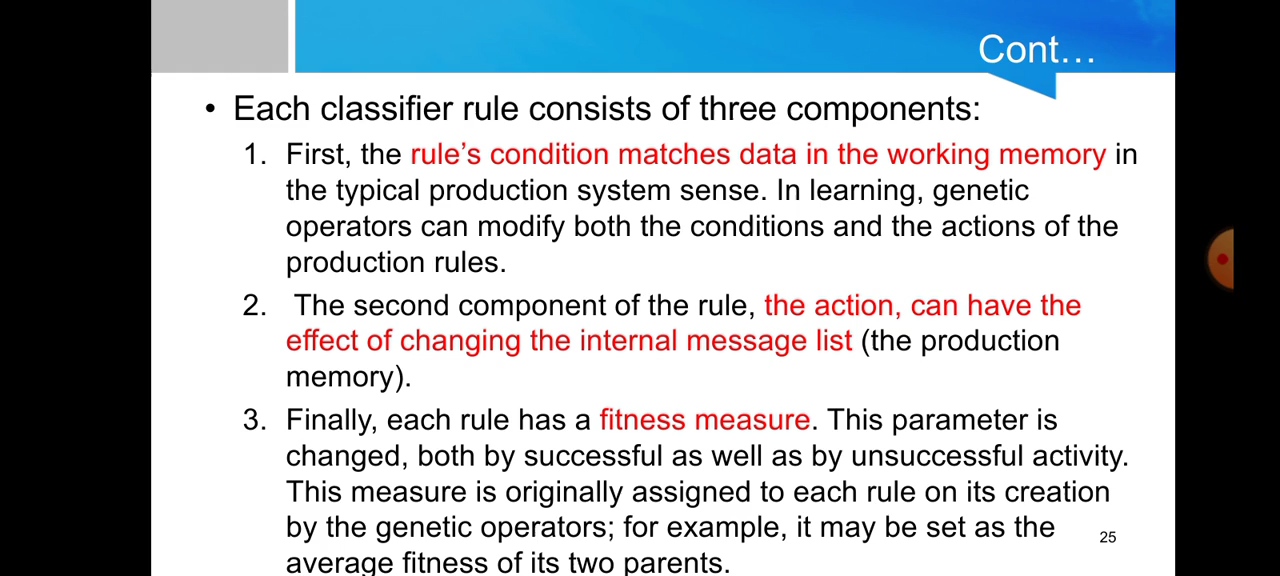 Cont…
• Each classifier rule consists of three components:
1. First, the rule’s condition matches data in the working memory in
the typical production system sense. In learning, genetic
operators can modify both the conditions and the actions of the
production rules.
2. The second component of the rule, the action, can have the
effect of changing the internal message list (the production
memory).
3. Finally, each rule has a fitness measure. This parameter is
changed, both by successful as well as by unsuccessful activity.
This measure is originally assigned to each rule on its creation
by the genetic operators; for example, it may be set as the
average fitness of its two parents.
25